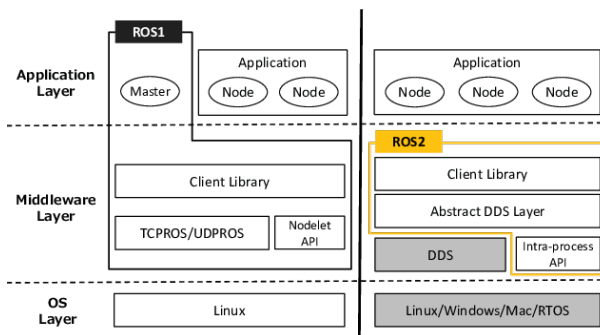 ROS1
Application
Layer
Master
Application
Node
Node
Application
Node
Node
Node
Middleware
Layer
Client Library
TCPROS/UDPROS
Nodelet
API
ROS2
Client Library
Abstract DDS Layer
DDS
Intra-process
API
OS
Layer
Linux
Linux/Windows/Mac/RTOS